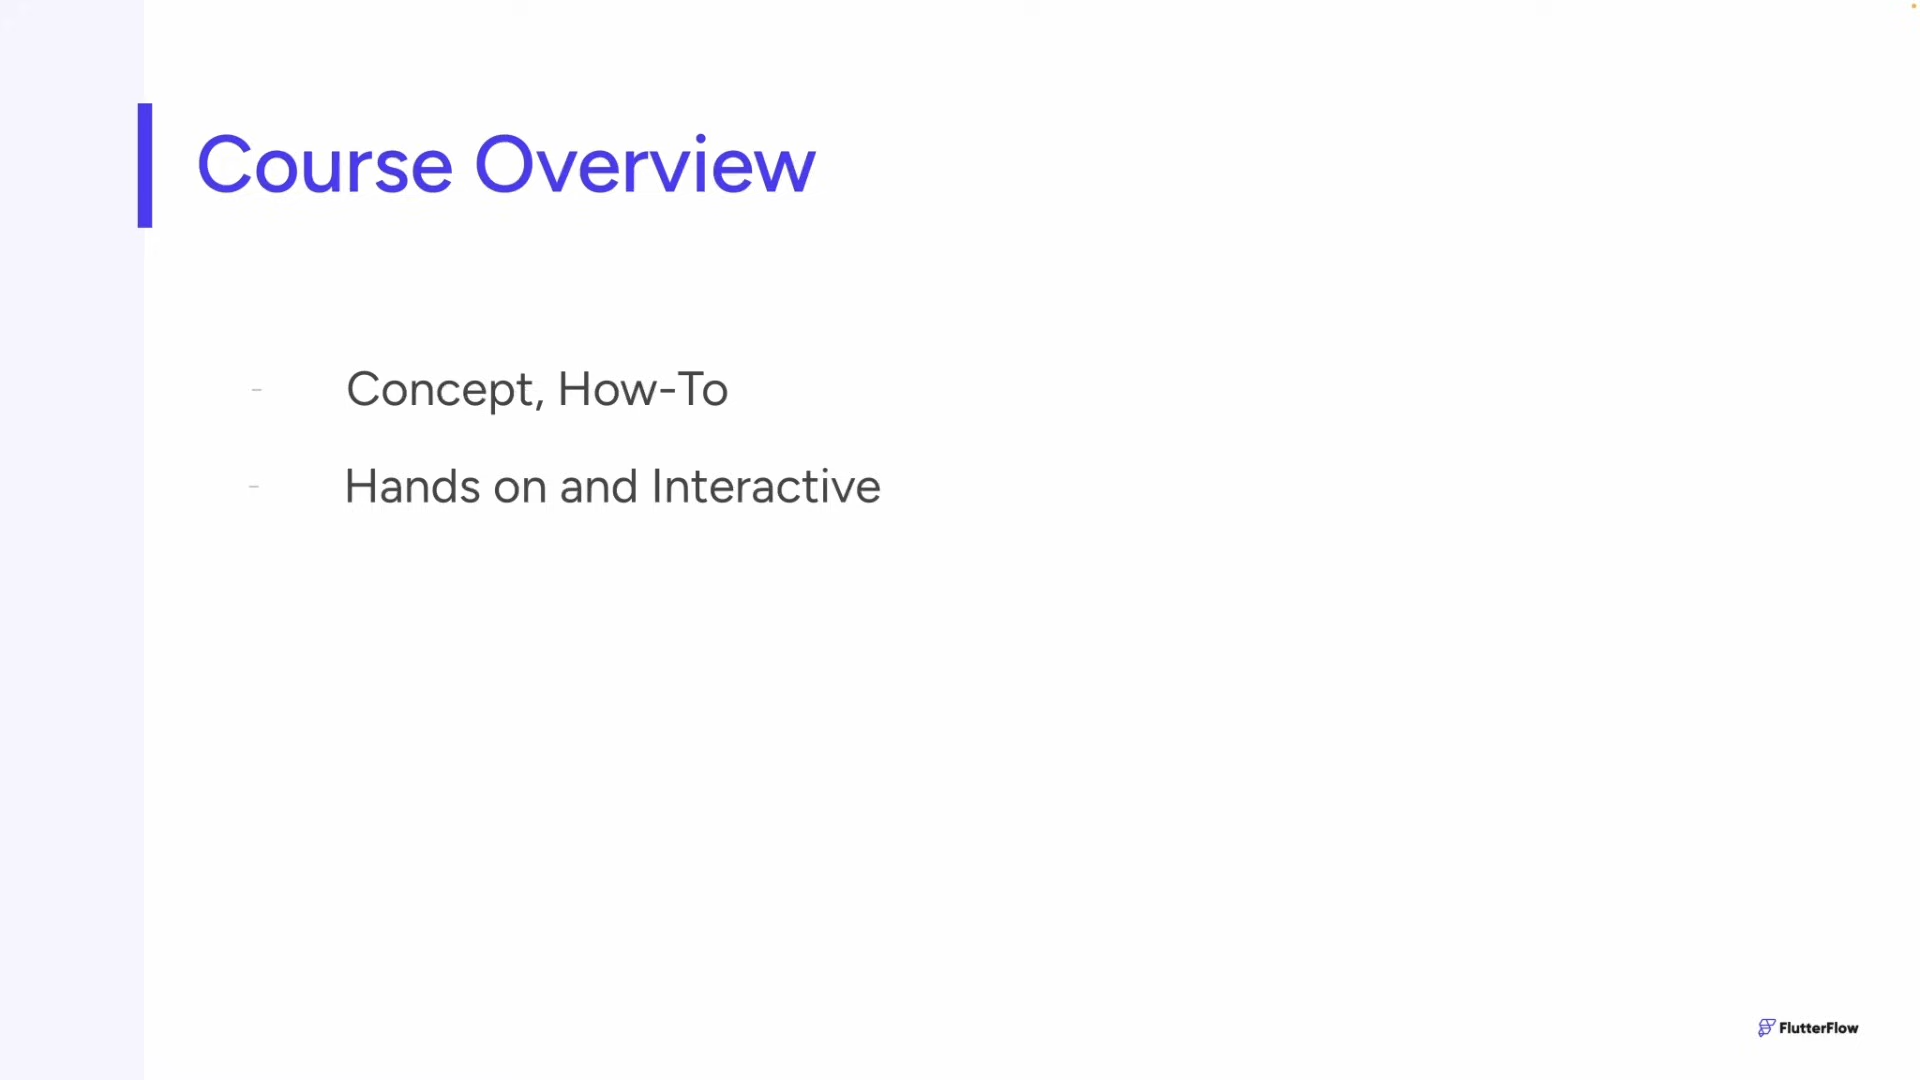 Course Overview
- Concept, How-To
- Hands on and Interactive
FlutterFlow